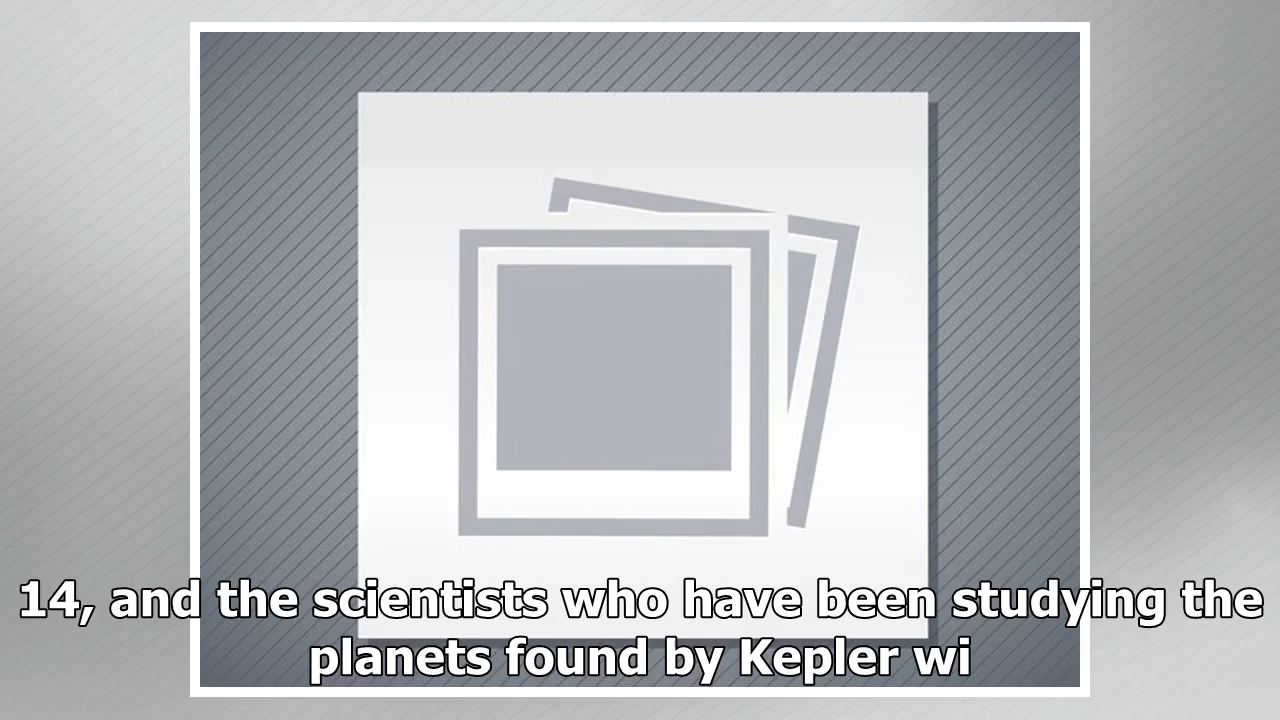 14, and the scientists who have been studying the
planets found by Kepler wi